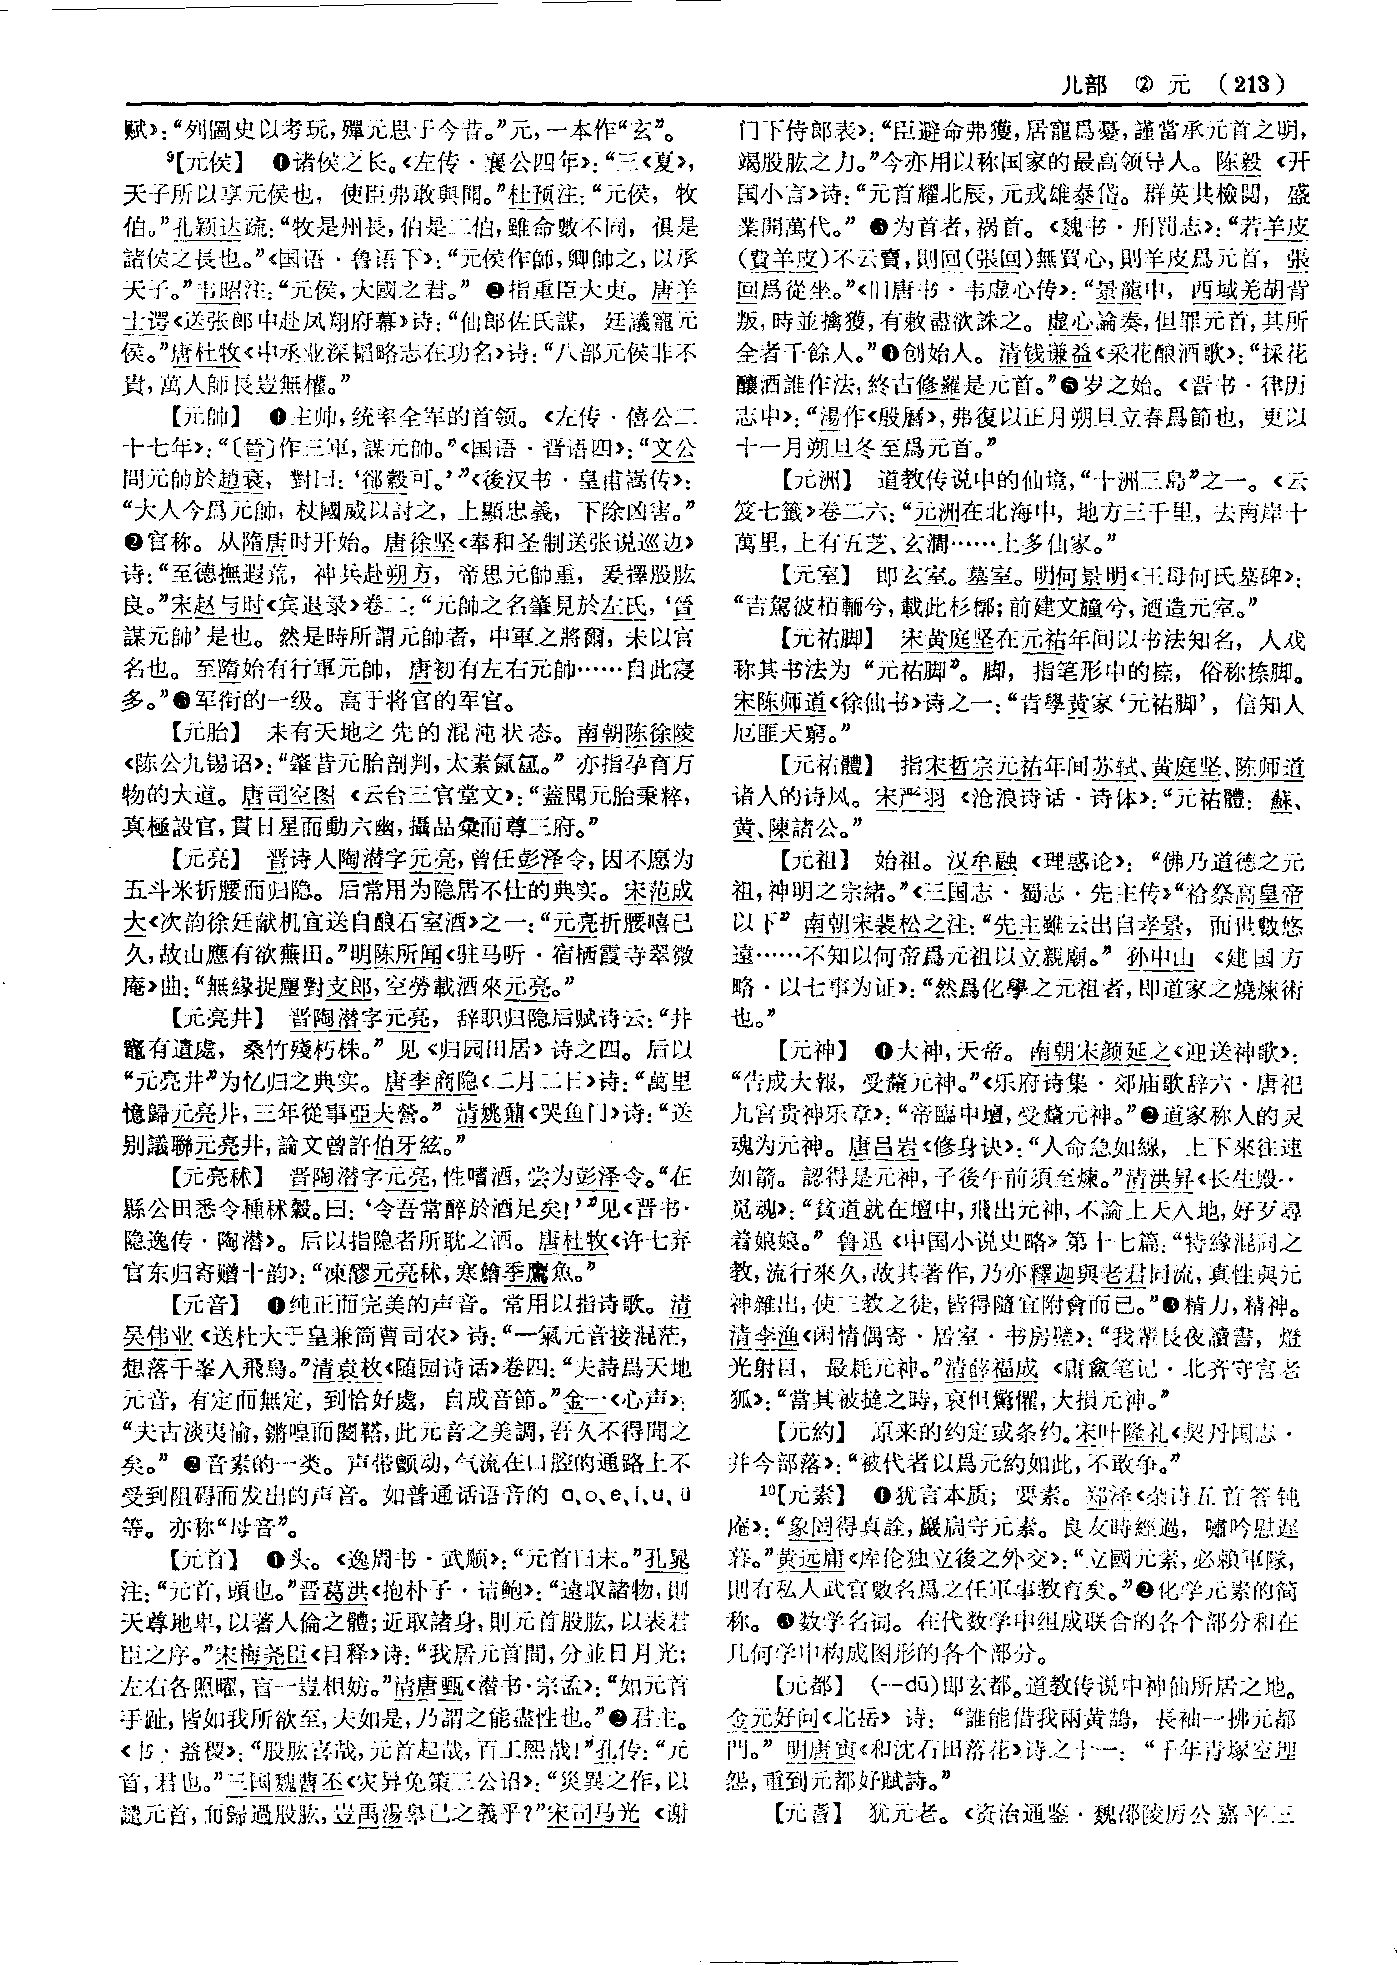 儿部 ② 元 (213)
赋》：“列圖史以考玩，殫元思于今昔。”元，一本作“玄”。
⁹【元侯】 ❶诸侯之长。《左传·襄公四年》：“三《夏》，
天子所以享元侯也，使臣弗敢與聞。”杜预注：“元侯，牧
伯。”孔颖达疏：“牧是州長，伯是二伯，雖命數不同，俱是
諸侯之長也。”《国语·鲁语下》：“元侯作師，卿帥之，以承
天子。”韦昭注：“元侯，大國之君。” ❷指重臣大吏。唐羊
士谔《送张郎中赴凤翔府幕》诗：“仙郎佐氏謀，廷議寵元
侯。”唐杜牧《中丞业深韬略志在功名》诗：“八部元侯非不
貴，萬人師長豈無權。”
【元帥】 ❶主帅，统率全军的首领。《左传·僖公二
十七年》：“〔晉〕作三軍，謀元帥。”《国语·晋语四》：“文公
問元帥於趙衰，對曰：‘郤縠可。’”《後汉书·皇甫嵩传》：
“大人今爲元帥，杖國威以討之，上顯忠義，下除凶害。”
❷官称。从隋唐时开始。唐徐坚《奉和圣制送张说巡边》
诗：“至德撫遐荒，神兵赴朔方，帝思元帥重，爰擇股肱
良。”宋赵与时《宾退录》卷二：“元帥之名肇見於左氏，‘晉
謀元帥’是也。然是時所謂元帥者，中軍之將爾，未以官
名也。至隋始有行軍元帥，唐初有左右元帥……自此寖
多。”❸军衔的一级。高于将官的军官。
【元胎】 未有天地之先的混沌状态。南朝陈徐陵
《陈公九锡诏》：“肇昔元胎剖判，太素氤氲。”亦指孕育万
物的大道。唐司空图《云台三官堂文》：“蓋聞元胎秉粹，
真極設官，貫日星而動六幽，攝品彙而尊三府。”
【元亮】 晋诗人陶潜字元亮，曾任彭泽令，因不愿为
五斗米折腰而归隐。后常用为隐居不仕的典实。宋范成
大《次韵徐廷献机宜送自酿石室酒》之一：“元亮折腰嘻已
久，故山應有欲蕪田。”明陈所闻《驻马听·宿栖霞寺翠微
庵》曲：“無緣捉麈對支郎，空勞載酒來元亮。”
【元亮井】 晋陶潜字元亮，辞职归隐后赋诗云：“井
竈有遺處，桑竹殘朽株。”见《归园田居》诗之四。后以
“元亮井”为忆归之典实。唐李商隐《二月二日》诗：“萬里
憶歸元亮井，三年從事亞夫營。”清姚鼐《哭鱼门》诗：“送
别議聯元亮井，論文曾許伯牙絃。”
【元亮秫】 晋陶潜字元亮，性嗜酒，尝为彭泽令。“在
縣公田悉令種秫穀。曰：‘令吾常醉於酒足矣！’”见《晋书·
隐逸传·陶潜》。后以指隐者所耽之酒。唐杜牧《许七弃
官东归寄赠十韵》：“凍醪元亮秫，寒鱠季鷹魚。”
【元音】 ❶纯正而完美的声音。常用以指诗歌。清
吴伟业《送杜大于皇兼简曹司农》诗：“一氣元音接混茫，
想落千峯入飛鳥。”清袁枚《随园诗话》卷四：“夫詩爲天地
元音，有定而無定，到恰好處，自成音節。”金一《心声》：
“夫古淡夷愉，鏘喤而闛鞳，此元音之美調，吾久不得聞之
矣。” ❷音素的一类。声带颤动，气流在口腔的通路上不
受到阻碍而发出的声音。如普通话语音的 ɑ、o、e、i、u、ü
等。亦称“母音”。
【元首】 ❶头。《逸周书·武顺》：“元首曰末。”孔晁
注：“元首，頭也。”晋葛洪《抱朴子·诘鲍》：“遠取諸物，則
天尊地卑，以著人倫之體；近取諸身，則元首股肱，以表君
臣之序。”宋梅尧臣《目释》诗：“我居元首間，分並日月光；
左右各照曜，盲一豈相妨。”清唐甄《潜书·宗孟》：“如元首
手趾，皆如我所欲至，夫如是，乃謂之能盡性也。”❷君主。
《书·益稷》：“股肱喜哉，元首起哉，百工熙哉！”孔传：“元
首，君也。”三国魏曹丕《灾异免策三公诏》：“災異之作，以
譴元首，而歸過股肱，豈禹湯罪己之義乎？”宋司马光《谢
门下侍郎表》：“臣避命弗獲，居寵爲憂，謹當承元首之明，
竭股肱之力。”今亦用以称国家的最高领导人。陈毅《开
国小言》诗：“元首耀北辰，元戎雄泰岱。群英共檢閱，盛
業開萬代。” ❸为首者，祸首。《魏书·刑罚志》：“若羊皮
(費羊皮)不云賣，則回(張回)無買心，則羊皮爲元首，張
回爲從坐。”《旧唐书·韦虚心传》：“景龍中，西域羌胡背
叛，時並擒獲，有敕盡欲誅之。虚心論奏，但罪元首，其所
全者千餘人。”❹创始人。清钱谦益《采花酿酒歌》：“採花
釀酒誰作法，終古修羅是元首。”❺岁之始。《晋书·律历
志中》：“湯作《殷曆》，弗復以正月朔旦立春爲節也，更以
十一月朔旦冬至爲元首。”
【元洲】 道教传说中的仙境，“十洲三岛”之一。《云
笈七籤》卷二六：“元洲在北海中，地方三千里，去南岸十
萬里，上有五芝、玄澗……上多仙家。”
【元室】 即玄室。墓室。明何景明《王母何氏墓碑》：
“言駕彼栢輀兮，載此杉槨；前建文旜兮，迺造元室。”
【元祐脚】 宋黄庭坚在元祐年间以书法知名，人戏
称其书法为“元祐脚”。脚，指笔形中的捺，俗称捺脚。
宋陈师道《徐仙书》诗之一：“肯學黄家‘元祐脚’，信知人
厄匪天窮。”
【元祐體】 指宋哲宗元祐年间苏轼、黄庭坚、陈师道
诸人的诗风。宋严羽《沧浪诗话·诗体》：“元祐體：蘇、
黄、陳諸公。”
【元祖】 始祖。汉牟融《理惑论》：“佛乃道德之元
祖，神明之宗緒。”《三国志·蜀志·先主传》“祫祭高皇帝
以下” 南朝宋裴松之注：“先主雖云出自孝景，而世數悠
遠……不知以何帝爲元祖以立親廟。” 孙中山《建国方
略·以七事为证》：“然爲化學之元祖者，即道家之燒煉術
也。”
【元神】 ❶大神，天帝。南朝宋颜延之《迎送神歌》：
“告成大報，受釐元神。”《乐府诗集·郊庙歌辞六·唐祀
九宫贵神乐章》：“帝臨中壇，受釐元神。”❷道家称人的灵
魂为元神。唐吕岩《修身诀》：“人命急如線，上下來往速
如箭。認得是元神，子後午前須至煉。”清洪昇《长生殿·
觅魂》：“貧道就在壇中，飛出元神，不論上天入地，好歹尋
着娘娘。”鲁迅《中国小说史略》第十七篇：“特緣混同之
教，流行來久，故其著作，乃亦釋迦與老君同流，真性與元
神雜出，使三教之徒，皆得隨宜附會而已。”❸精力，精神。
清李渔《闲情偶寄·居室·书房壁》：“我輩長夜讀書，燈
光射目，最耗元神。”清薛福成《庸盦笔记·北齐守宫老
狐》：“當其被撻之時，哀怛驚懼，大損元神。”
【元約】 原来的约定或条约。宋叶隆礼《契丹国志·
并合部落》：“被代者以爲元約如此，不敢争。”
¹⁰【元素】 ❶犹言本质；要素。郑泽《杂诗五首答钝
庵》：“象罔得真詮，嚴扃守元素。良友時經過，嘯吟慰遲
暮。”黄远庸《库伦独立後之外交》：“立國元素，必賴軍隊，
則有私人武官數名爲之任軍事教育矣。”❷化学元素的简
称。❸数学名词。在代数学中组成联合的各个部分和在
几何学中构成图形的各个部分。
【元都】 (--dū)即玄都。道教传说中神仙所居之地。
金元好问《北岳》诗：“誰能借我兩黄鵠，長袖一拂元都
門。” 明唐寅《和沈石田落花》诗之十一：“千年青塚空埋
怨，重到元都好賦詩。”
【元耆】 犹元老。《资治通鉴·魏邵陵厉公嘉平三